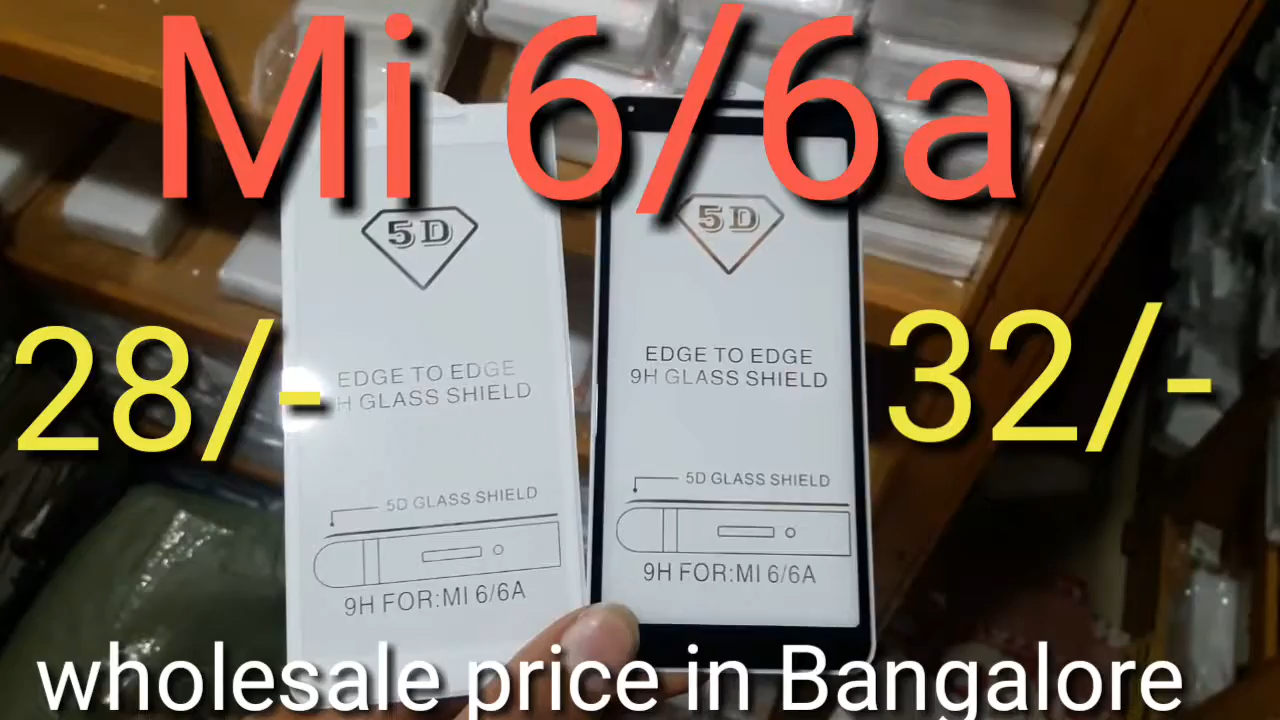 Mi 6/6a
5D
5D
28/-
32/-
EDGE TO EDGE
H GLASS SHIELD
EDGE TO EDGE
9H GLASS SHIELD
5D GLASS SHIELD
9H FOR:MI 6/6A
5D GLASS SHIELD
9H FOR:MI 6/6A
wholesale price in Bangalore